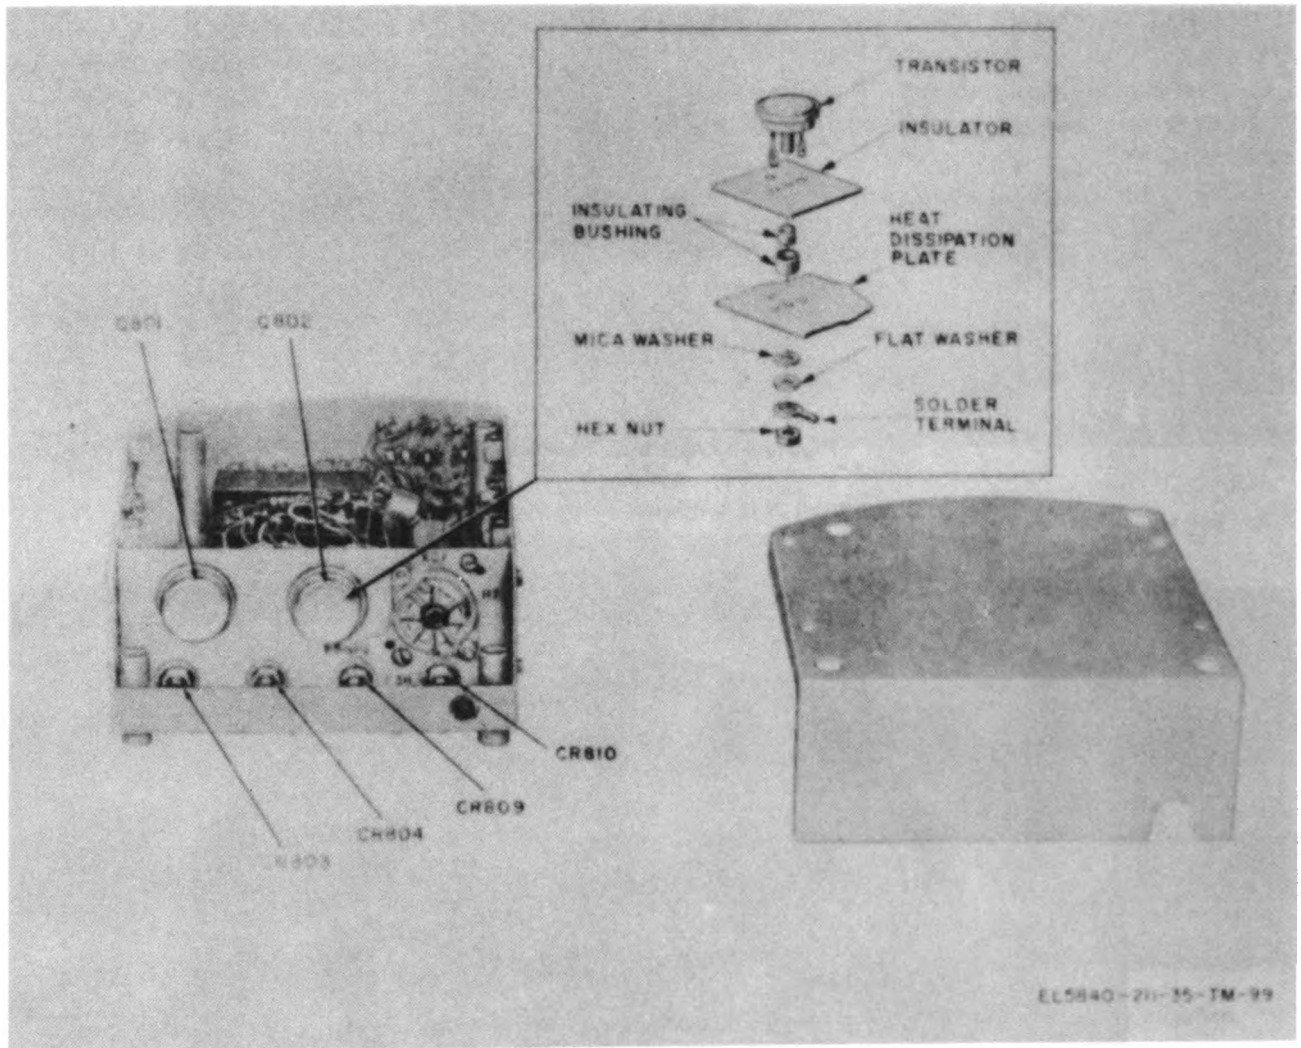 TRANSISTOR
INSULATOR
INSULATING
BUSHING
HEAT
DISSIPATION
PLATE
MICA WASHER
FLAT WASHER
SOLDER
TERMINAL
HEX NUT
Q801
Q802
CR810
CR809
CR804
CR803
EL5840-211-35-TM-99